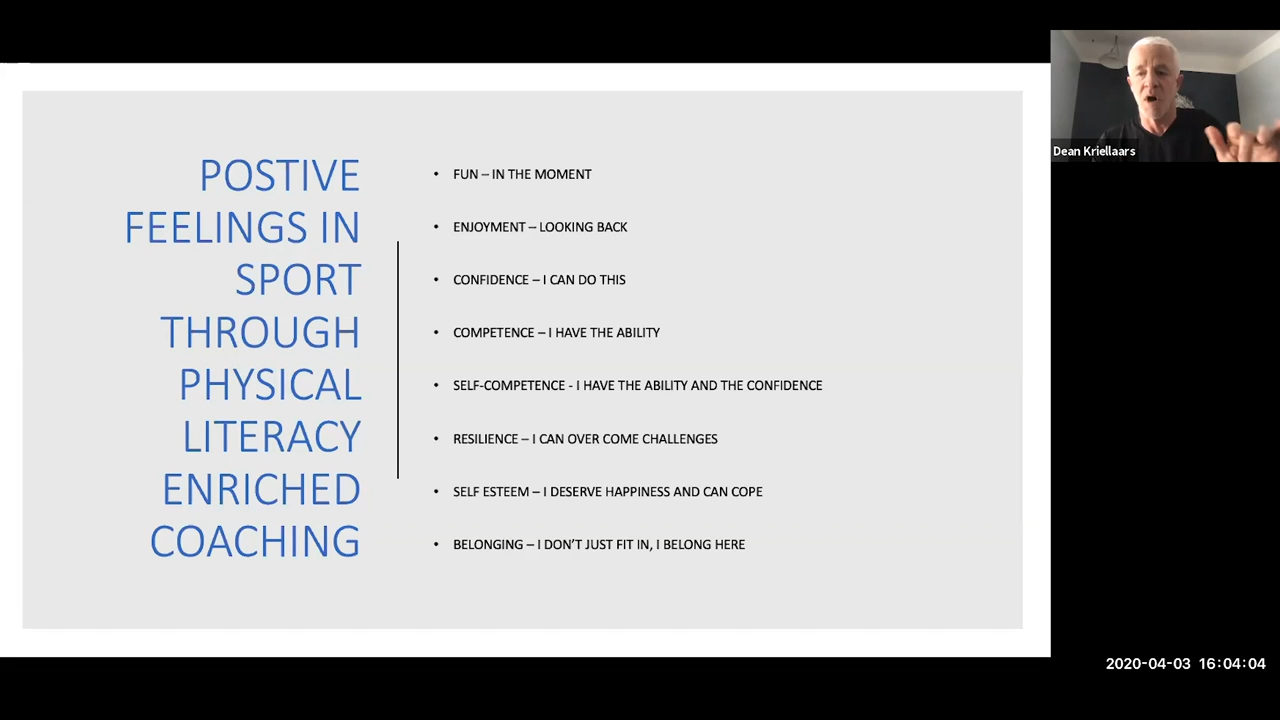 POSTIVE
FEELINGS IN
SPORT
THROUGH
PHYSICAL
LITERACY
ENRICHED
COACHING
• FUN – IN THE MOMENT
• ENJOYMENT – LOOKING BACK
• CONFIDENCE – I CAN DO THIS
• COMPETENCE – I HAVE THE ABILITY
• SELF-COMPETENCE - I HAVE THE ABILITY AND THE CONFIDENCE
• RESILIENCE – I CAN OVER COME CHALLENGES
• SELF ESTEEM – I DESERVE HAPPINESS AND CAN COPE
• BELONGING – I DON’T JUST FIT IN, I BELONG HERE
Dean Kriellaars
2020-04-03 16:04:04